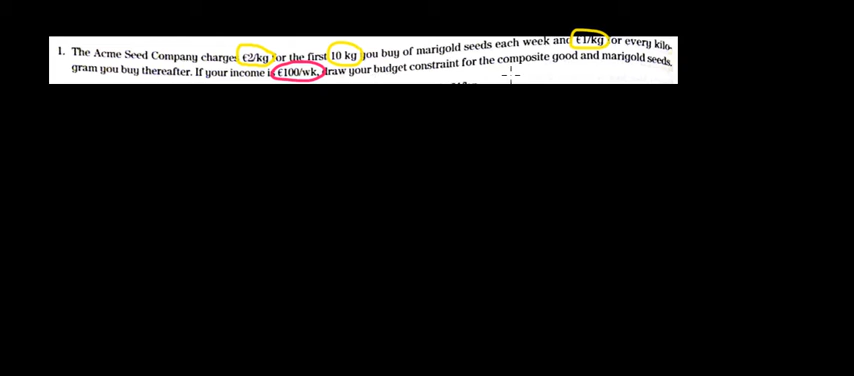 1. The Acme Seed Company charges €2/kg for the first 10 kg you buy of marigold seeds each week and €1/kg for every kilo-
gram you buy thereafter. If your income is €100/wk, draw your budget constraint for the composite good and marigold seeds.